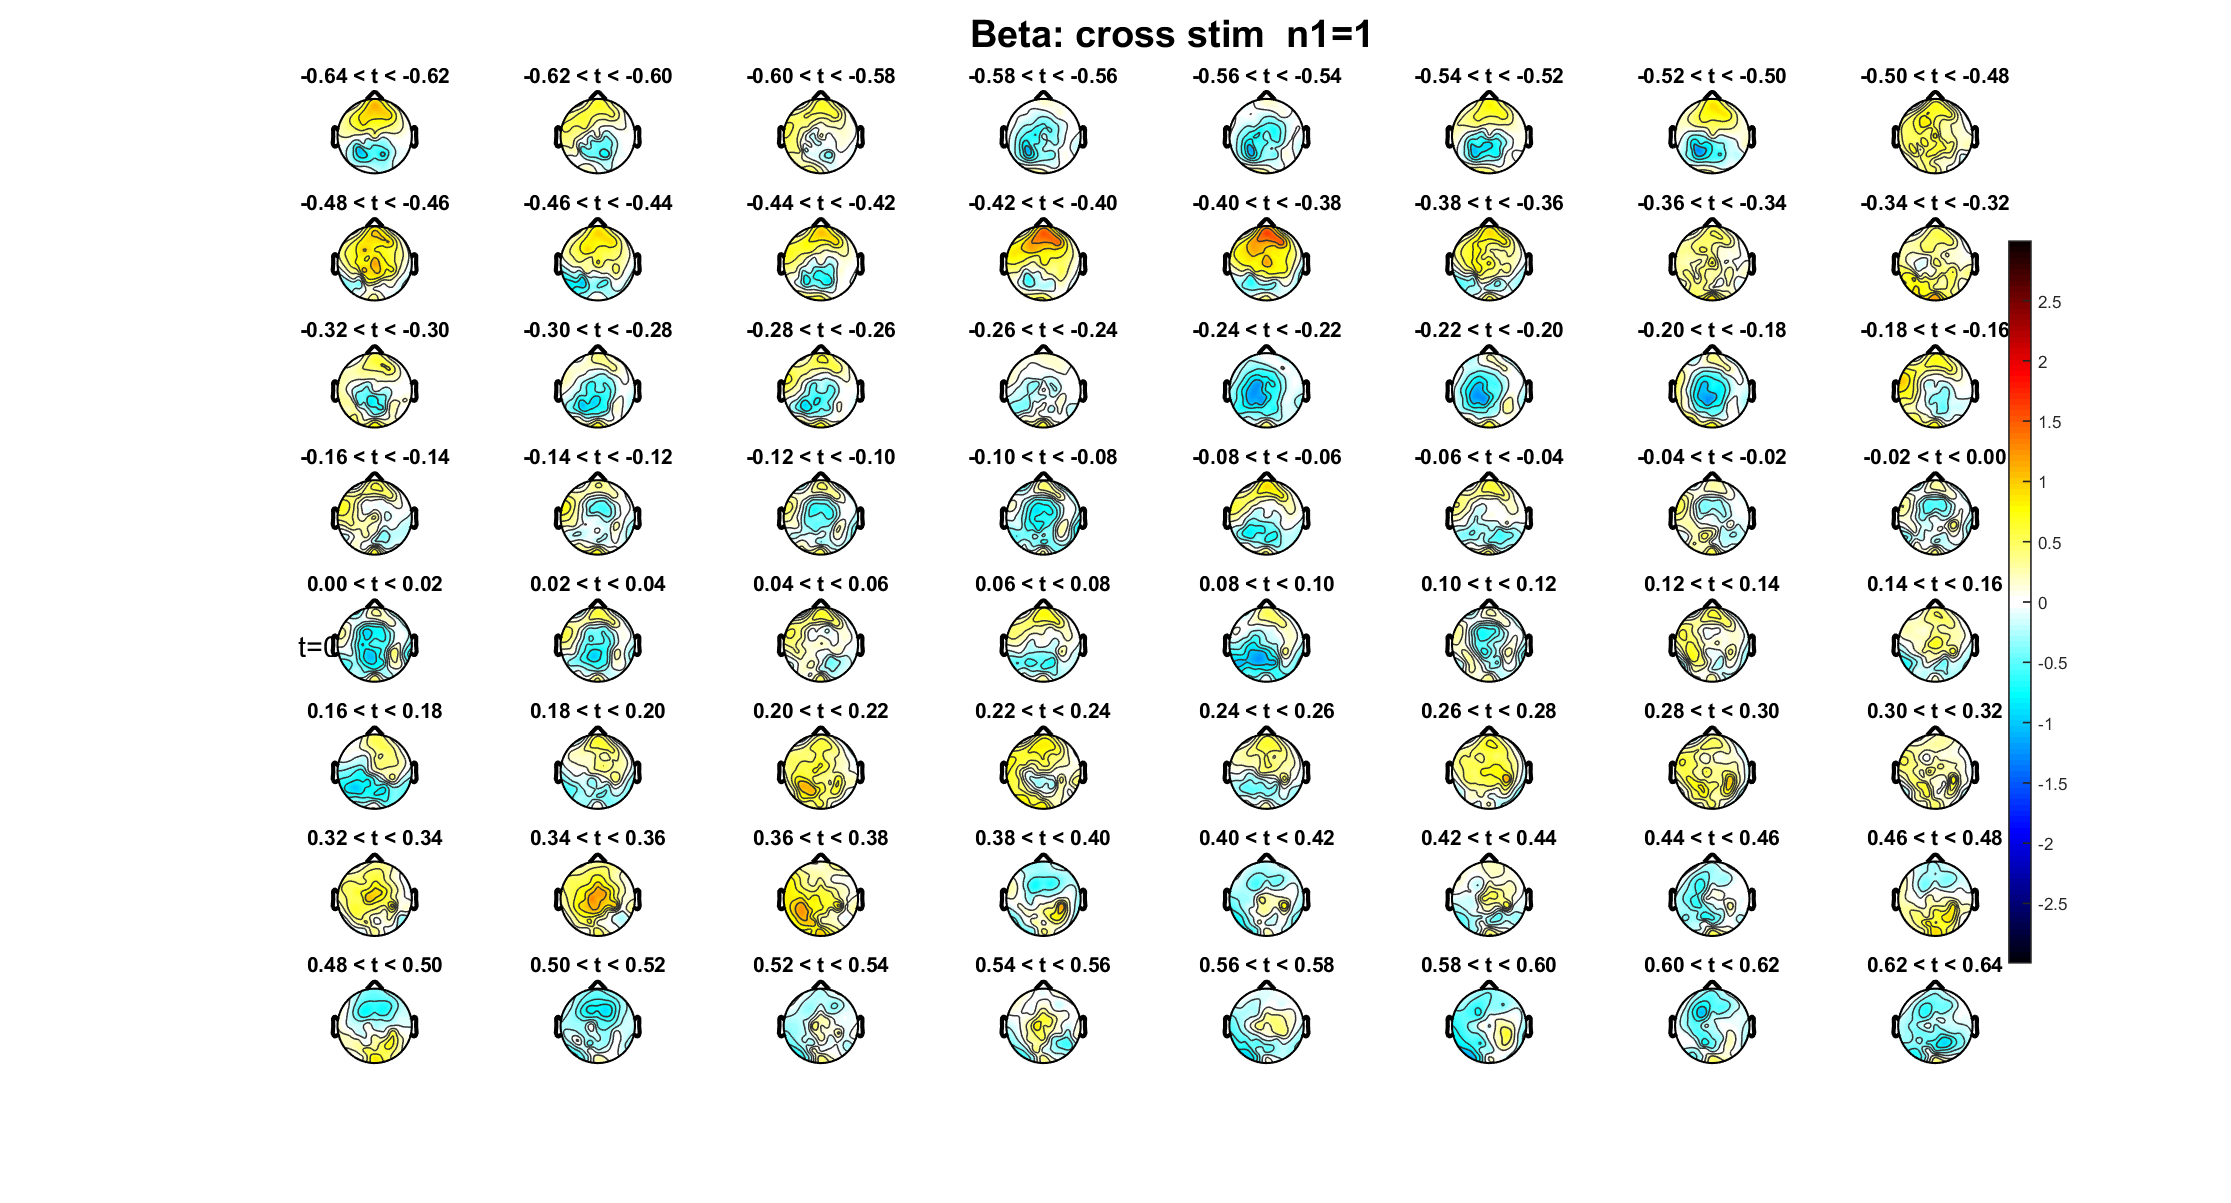 Beta: cross stim  n1=1
-0.64 < t < -0.62 -0.62 < t < -0.60 -0.60 < t < -0.58 -0.58 < t < -0.56 -0.56 < t < -0.54 -0.54 < t < -0.52 -0.52 < t < -0.50 -0.50 < t < -0.48
-0.48 < t < -0.46 -0.46 < t < -0.44 -0.44 < t < -0.42 -0.42 < t < -0.40 -0.40 < t < -0.38 -0.38 < t < -0.36 -0.36 < t < -0.34 -0.34 < t < -0.32
-0.32 < t < -0.30 -0.30 < t < -0.28 -0.28 < t < -0.26 -0.26 < t < -0.24 -0.24 < t < -0.22 -0.22 < t < -0.20 -0.20 < t < -0.18 -0.18 < t < -0.16
-0.16 < t < -0.14 -0.14 < t < -0.12 -0.12 < t < -0.10 -0.10 < t < -0.08 -0.08 < t < -0.06 -0.06 < t < -0.04 -0.04 < t < -0.02 -0.02 < t < 0.00
0.00 < t < 0.02 0.02 < t < 0.04 0.04 < t < 0.06 0.06 < t < 0.08 0.08 < t < 0.10 0.10 < t < 0.12 0.12 < t < 0.14 0.14 < t < 0.16
t=0
0.16 < t < 0.18 0.18 < t < 0.20 0.20 < t < 0.22 0.22 < t < 0.24 0.24 < t < 0.26 0.26 < t < 0.28 0.28 < t < 0.30 0.30 < t < 0.32
0.32 < t < 0.34 0.34 < t < 0.36 0.36 < t < 0.38 0.38 < t < 0.40 0.40 < t < 0.42 0.42 < t < 0.44 0.44 < t < 0.46 0.46 < t < 0.48
0.48 < t < 0.50 0.50 < t < 0.52 0.52 < t < 0.54 0.54 < t < 0.56 0.56 < t < 0.58 0.58 < t < 0.60 0.60 < t < 0.62 0.62 < t < 0.64
2.5
2
1.5
1
0.5
0
-0.5
-1
-1.5
-2
-2.5